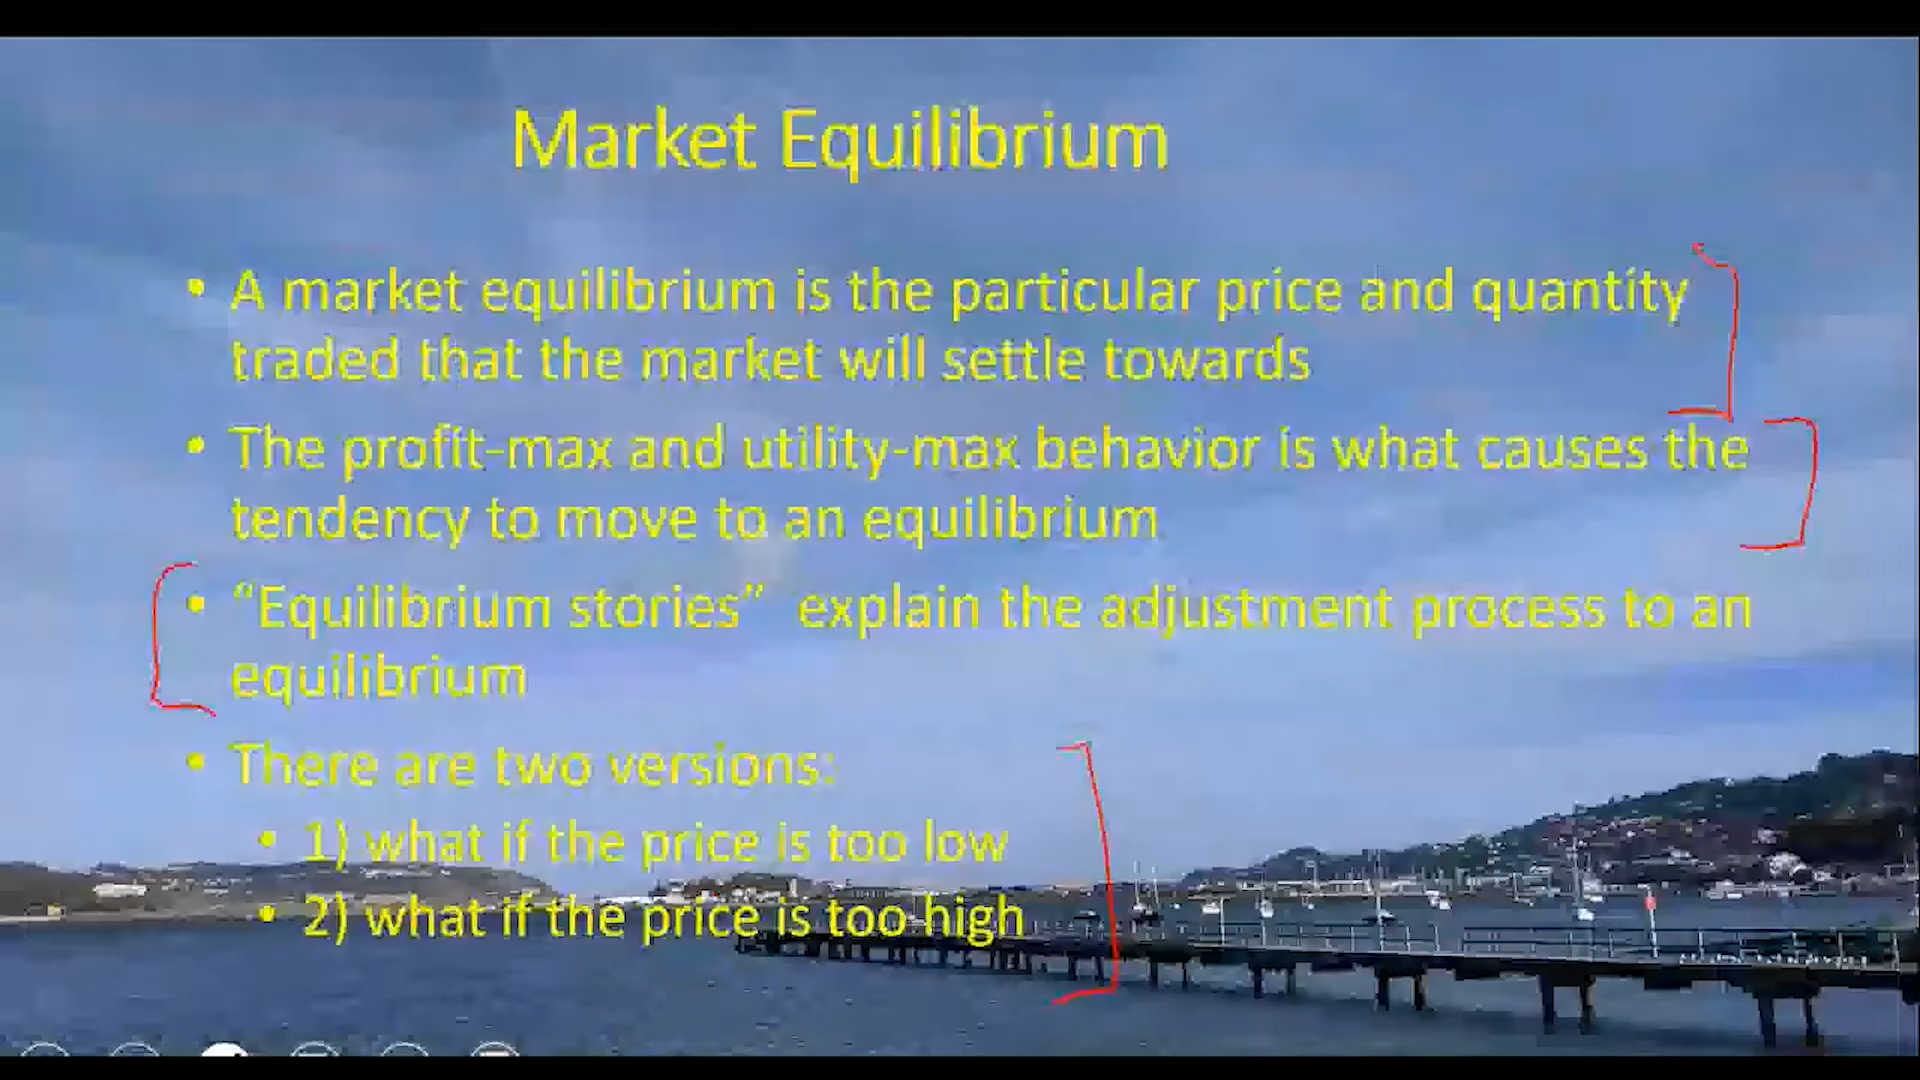 Market Equilibrium
• A market equilibrium is the particular price and quantity
traded that the market will settle towards
• The profit-max and utility-max behavior is what causes the
tendency to move to an equilibrium
• “Equilibrium stories”  explain the adjustment process to an
equilibrium
• There are two versions:
• 1) what if the price is too low
• 2) what if the price is too high